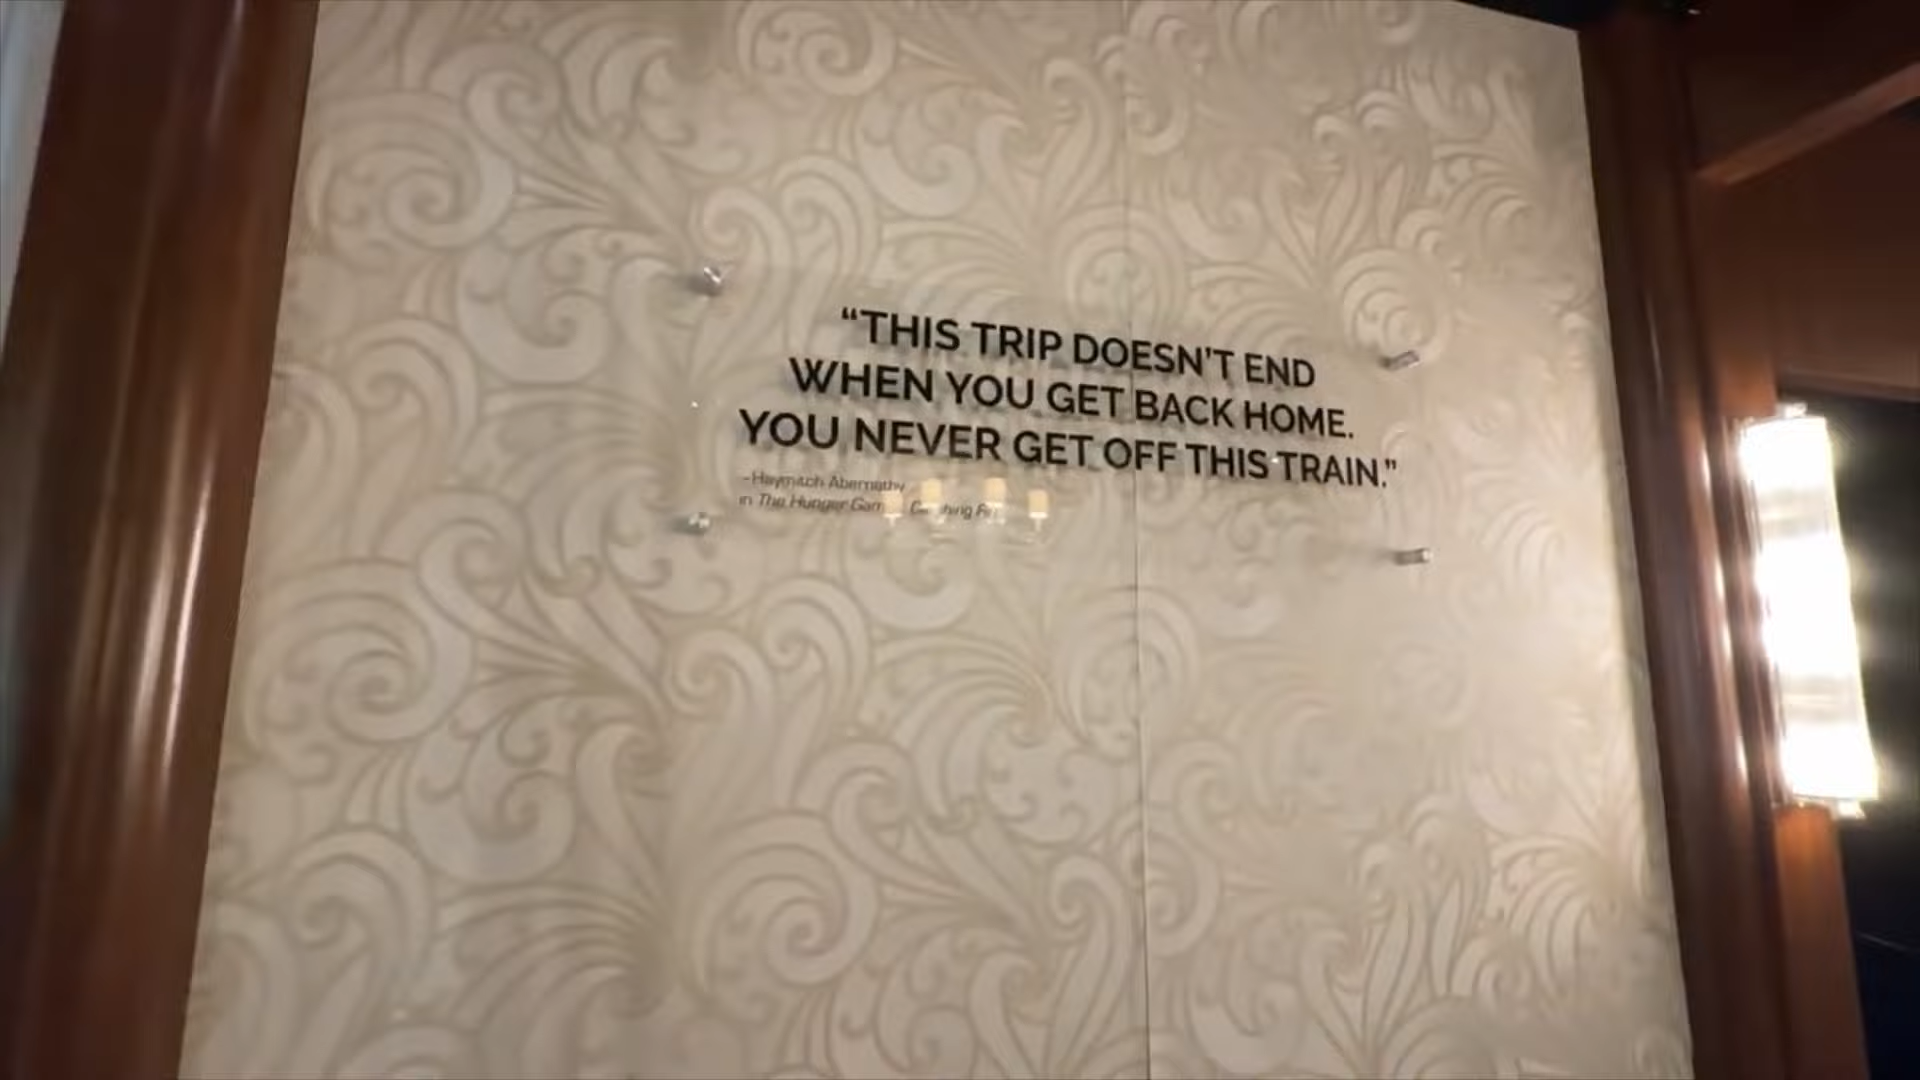 “THIS TRIP DOESN’T END
WHEN YOU GET BACK HOME.
YOU NEVER GET OFF THIS TRAIN.”
–Haymitch Abernathy
in The Hunger